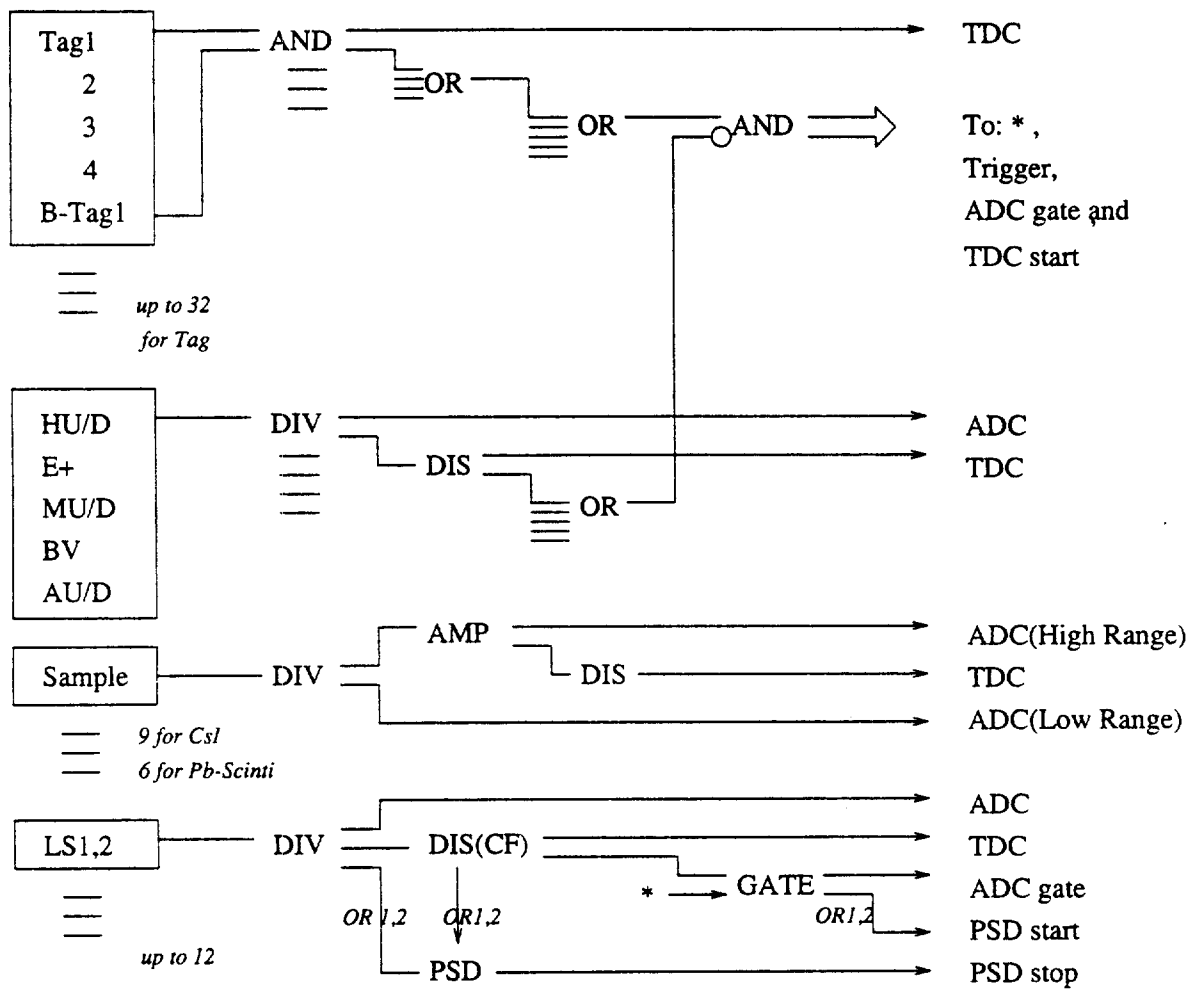 Tag1 AND TDC
2 OR
3 OR AND To: * ,
4 Trigger,
B-Tag1 ADC gate and
TDC start
up to 32
for Tag
HU/D DIV ADC
E+ DIS TDC
MU/D OR
BV
AU/D
AMP ADC(High Range)
Sample DIV DIS TDC
9 for CsI ADC(Low Range)
6 for Pb-Scinti
ADC
LS1,2 DIV DIS(CF) TDC
* GATE ADC gate
OR 1,2 OR1,2 OR1,2
PSD start
up to 12 PSD PSD stop